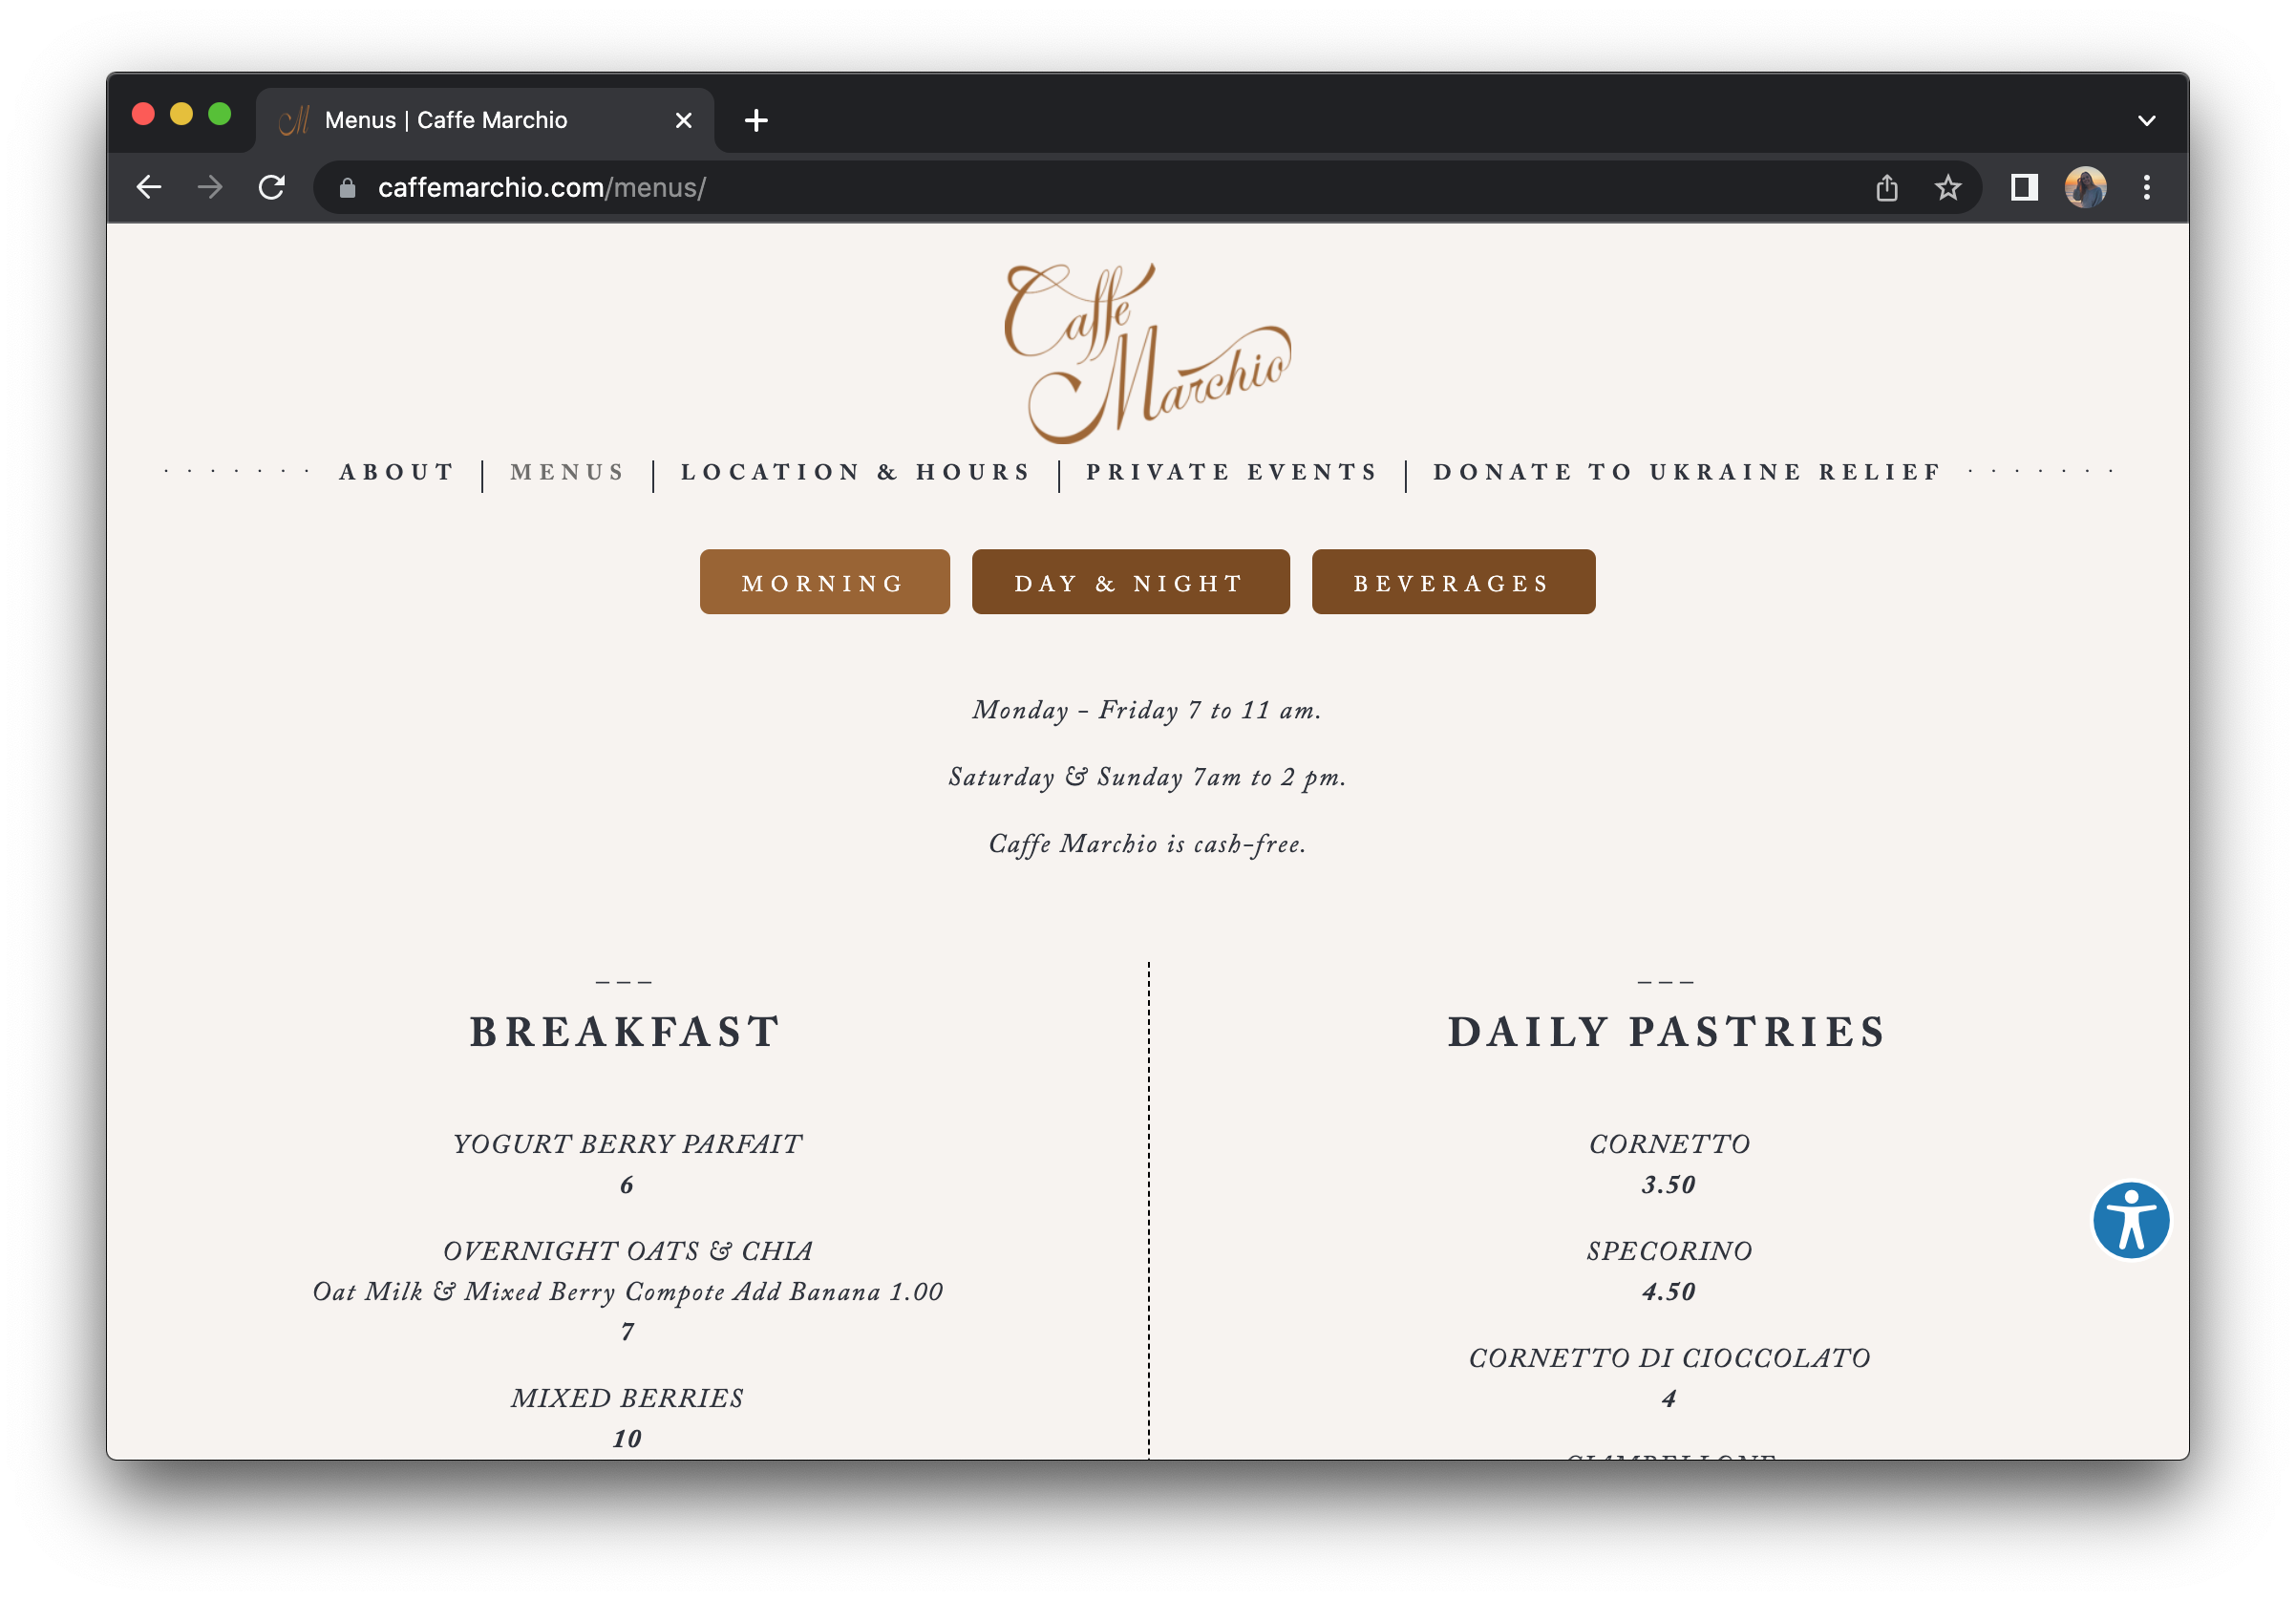 Menus | Caffe Marchio
caffemarchio.com/menus/
Caffe
Marchio
ABOUT | MENUS | LOCATION & HOURS | PRIVATE EVENTS | DONATE TO UKRAINE RELIEF
MORNING DAY & NIGHT BEVERAGES
Monday – Friday 7 to 11 am.
Saturday & Sunday 7am to 2 pm.
Caffe Marchio is cash-free.
BREAKFAST
YOGURT BERRY PARFAIT
6
OVERNIGHT OATS & CHIA
Oat Milk & Mixed Berry Compote Add Banana 1.00
7
MIXED BERRIES
10
DAILY PASTRIES
CORNETTO
3.50
SPECORINO
4.50
CORNETTO DI CIOCCOLATO
4
CIAMBELLONE